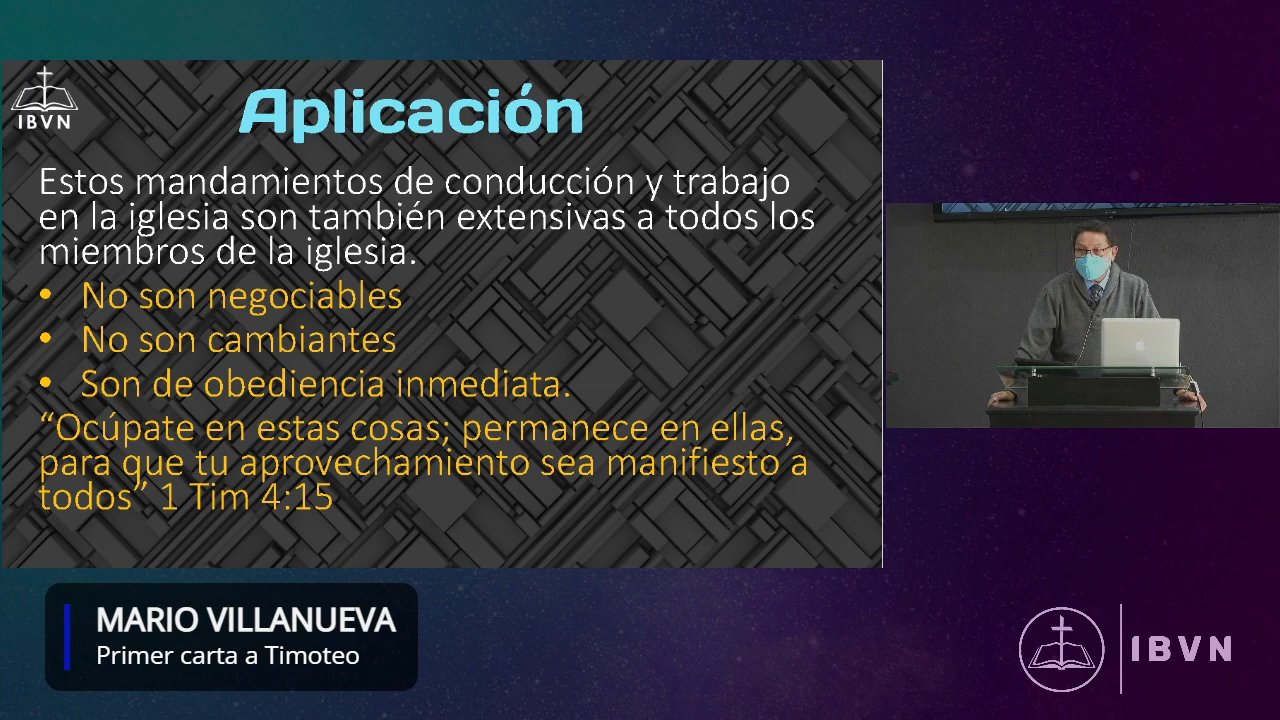 IBVN
Aplicación
Estos mandamientos de conducción y trabajo
en la iglesia son también extensivas a todos los
miembros de la iglesia.
• No son negociables
• No son cambiantes
• Son de obediencia inmediata.
“Ocúpate en estas cosas; permanece en ellas,
para que tu aprovechamiento sea manifiesto a
todos” 1 Tim 4:15
MARIO VILLANUEVA
Primer carta a Timoteo
IBVN